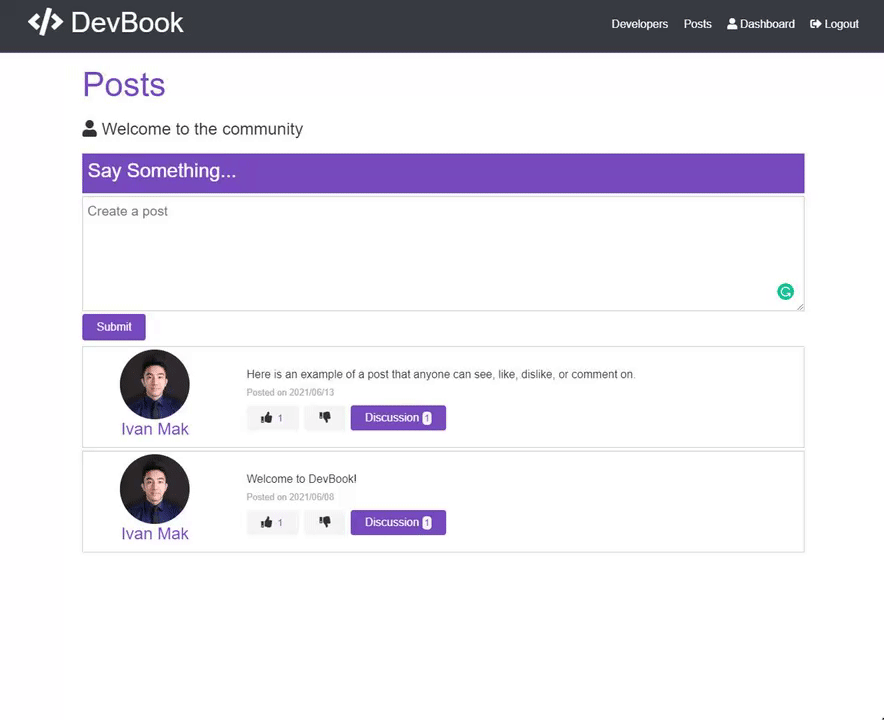 </> DevBook
Developers Posts Dashboard Logout
Posts
Welcome to the community
Say Something...
Create a post
Submit
Here is an example of a post that anyone can see, like, dislike, or comment on.
Posted on 2021/06/13
1 Discussion 1
Ivan Mak
Welcome to DevBook!
Posted on 2021/06/08
1 Discussion 1
Ivan Mak